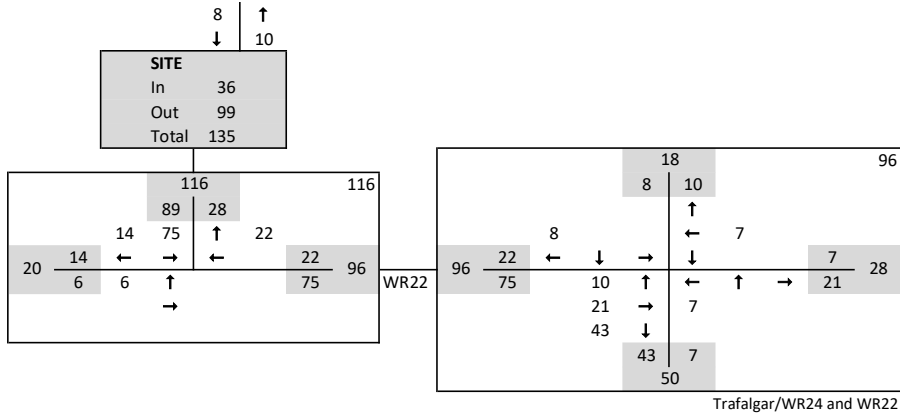 8 ↑
↓ 10
SITE
In 36
Out 99
Total 135
116 116
89 28
14 75 ↑ 22
20 14 ← → ← 22 96
6 6 ↑ 75 WR22
→
18 96
8 10
↑
8 ← 7
96 22 ← ↓ → ↓ 7 28
75 10 ↑ ← ↑ → 21
21 → 7
43 ↓
43 7
50
Trafalgar/WR24 and WR22